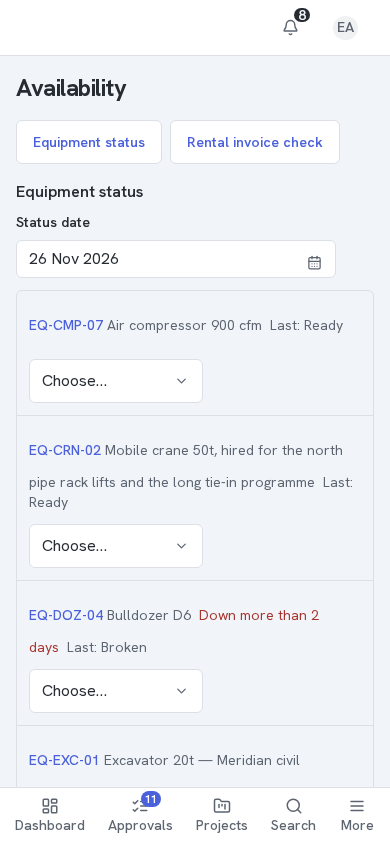 8
EA
Availability
Equipment status
Rental invoice check
Equipment status
Status date
26 Nov 2026
EQ-CMP-07 Air compressor 900 cfm Last: Ready
Choose...
EQ-CRN-02 Mobile crane 50t, hired for the north
pipe rack lifts and the long tie-in programme Last:
Ready
Choose...
EQ-DOZ-04 Bulldozer D6 Down more than 2
days Last: Broken
Choose...
EQ-EXC-01 Excavator 20t — Meridian civil
11
Dashboard
Approvals
Projects
Search
More